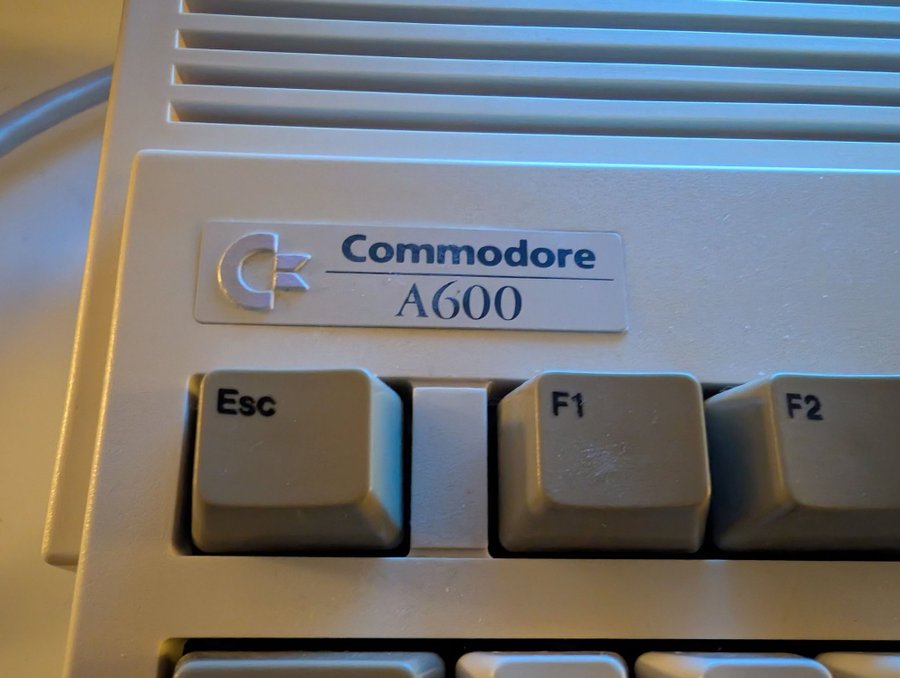 Commodore
A600
Esc
F1
F2